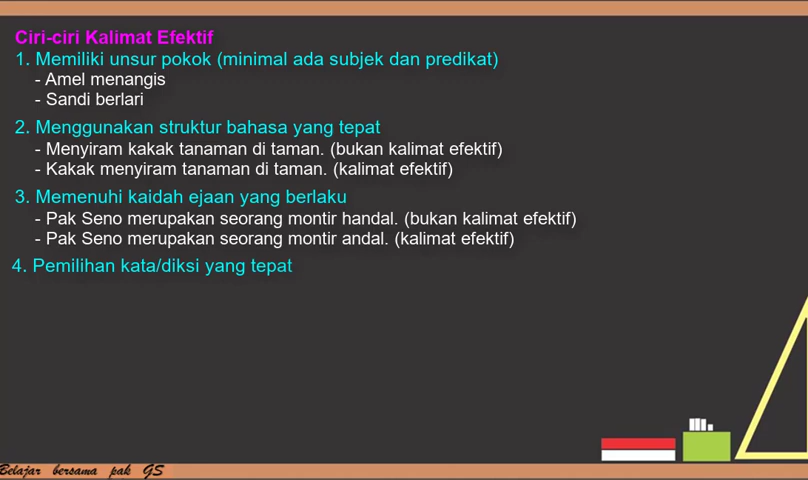 Ciri-ciri Kalimat Efektif
1. Memiliki unsur pokok (minimal ada subjek dan predikat)
- Amel menangis
- Sandi berlari
2. Menggunakan struktur bahasa yang tepat
- Menyiram kakak tanaman di taman. (bukan kalimat efektif)
- Kakak menyiram tanaman di taman. (kalimat efektif)
3. Memenuhi kaidah ejaan yang berlaku
- Pak Seno merupakan seorang montir handal. (bukan kalimat efektif)
- Pak Seno merupakan seorang montir andal. (kalimat efektif)
4. Pemilihan kata/diksi yang tepat
Belajar bersama pak GS